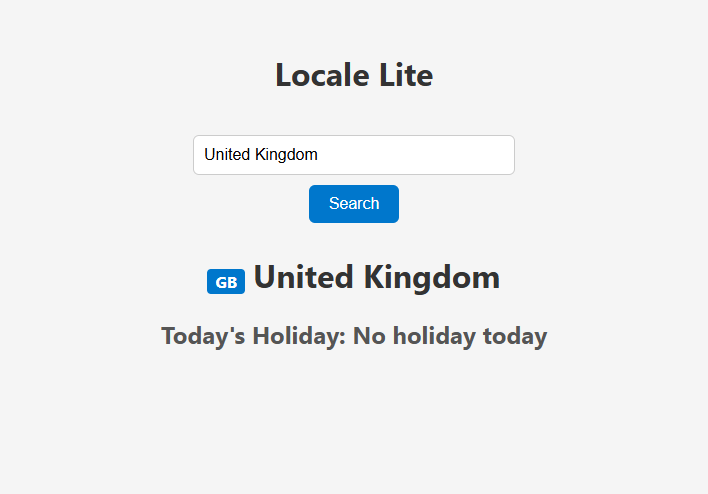 Locale Lite
United Kingdom
Search
GB United Kingdom
Today's Holiday: No holiday today